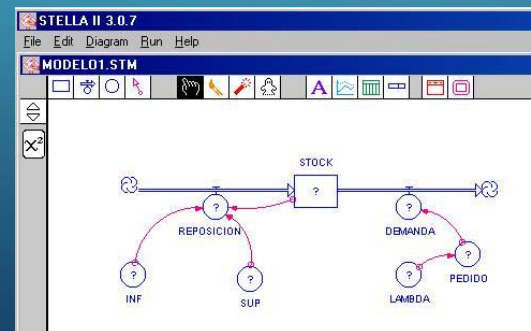 STELLA II 3.0.7
File Edit Diagram Run Help
MODELO1.STM
A
x²
STOCK
?
?
REPOSICION
?
DEMANDA
?
INF
?
SUP
?
LAMBDA
?
PEDIDO